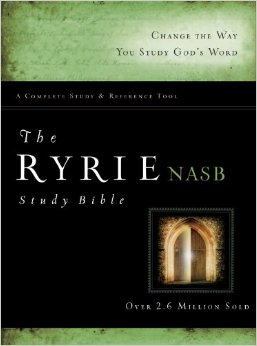 Change the Way
You Study God's Word
A Complete Study & Reference Tool
The
RYRIE NASB
Study Bible
Over 2.6 Million Sold